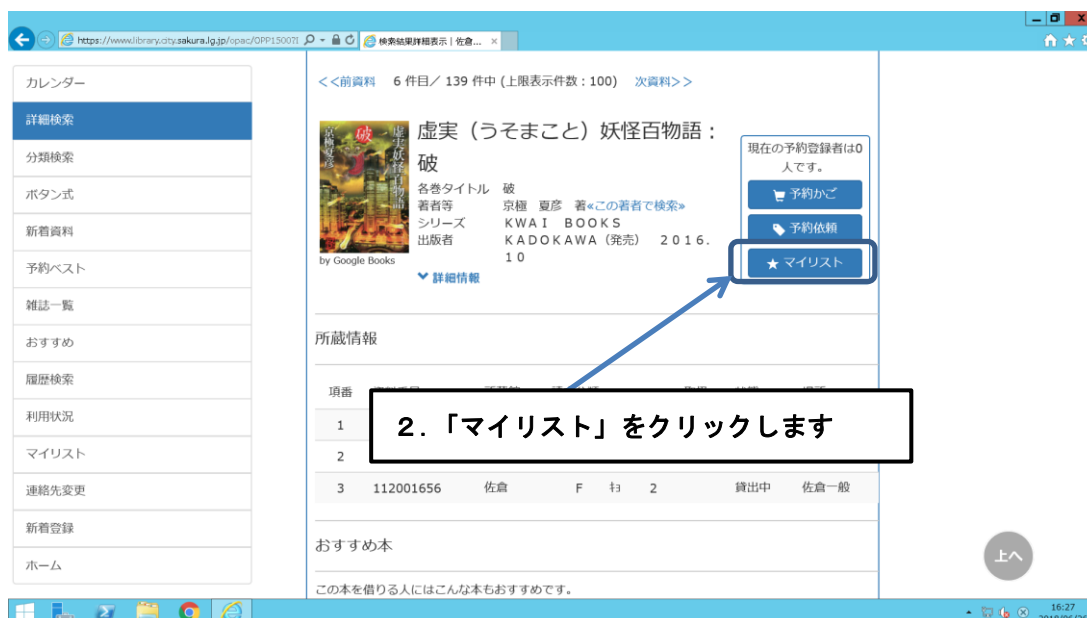 https://www.library.city.sakura.lg.jp/opac/OPP1500?I
検索結果詳細表示 | 佐倉...
カレンダー
詳細検索
分類検索
ボタン式
新着資料
予約ベスト
雑誌一覧
おすすめ
履歴検索
利用状況
マイリスト
連絡先変更
新着登録
ホーム
<<前資料 6 件目／ 139 件中 (上限表示件数：100) 次資料>>
虚実（うそまこと）妖怪百物語：
破
各巻タイトル 破
著者等 京極 夏彦 著«この著者で検索»
シリーズ ＫＷＡＩ ＢＯＯＫＳ
出版者 ＫＡＤＯＫＡＷＡ（発売） ２０１６．
１０
京極夏彦
破
虚実妖怪百物語
by Google Books
詳細情報
現在の予約登録者は0
人です。
予約かご
予約依頼
マイリスト
所蔵情報
項番
1
2
2．「マイリスト」をクリックします
3 112001656 佐倉 F ｷｮ 2 貸出中 佐倉一般
おすすめ本
この本を借りる人にはこんな本もおすすめです。
上へ
16:27